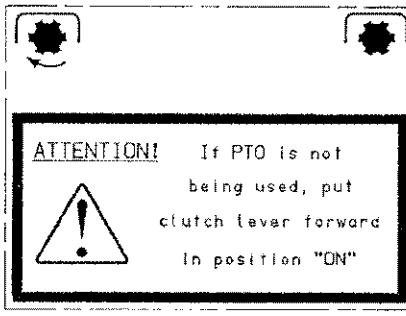 ATTENTION!
If PTO is not
being used, put
clutch lever forward
in position "ON"